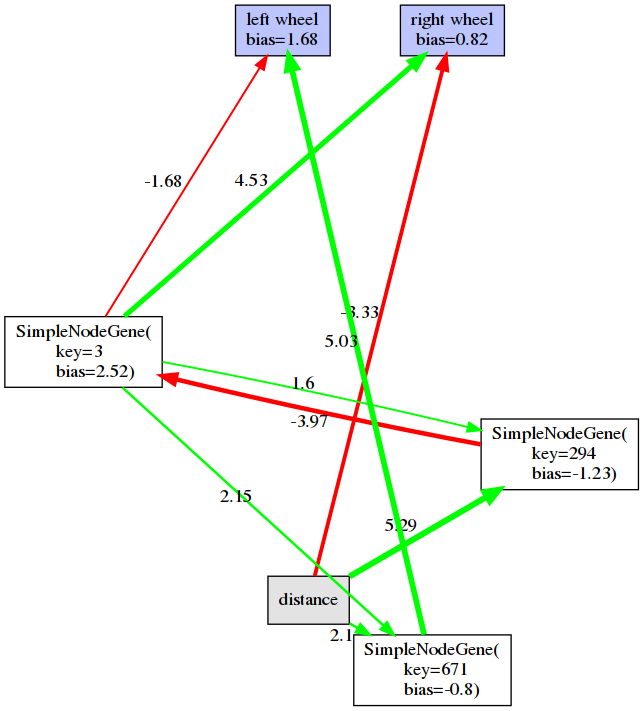 left wheel
bias=1.68
right wheel
bias=0.82
-1.68
4.53
-3.33
5.03
SimpleNodeGene(
key=3
bias=2.52)
1.6
-3.97
SimpleNodeGene(
key=294
bias=-1.23)
2.15
5.29
distance
2.1
SimpleNodeGene(
key=671
bias=-0.8)